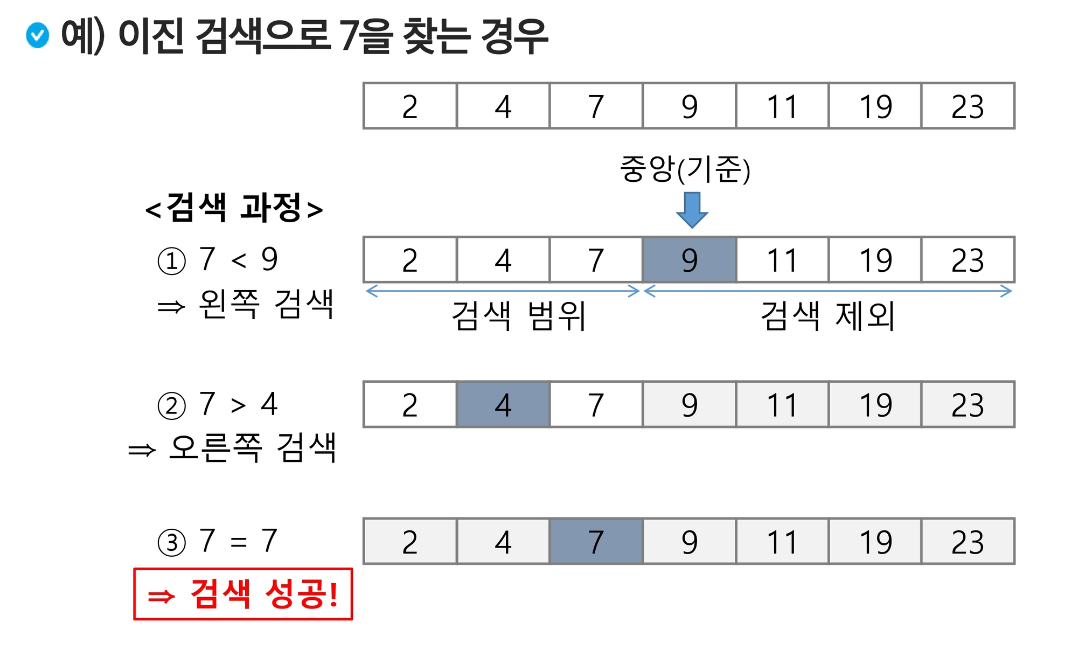 예) 이진 검색으로 7을 찾는 경우
2 4 7 9 11 19 23
중앙(기준)
<검색 과정>
① 7 < 9
2 4 7 9 11 19 23
⇒ 왼쪽 검색
검색 범위 검색 제외
② 7 > 4
2 4 7 9 11 19 23
⇒ 오른쪽 검색
③ 7 = 7
2 4 7 9 11 19 23
⇒ 검색 성공!